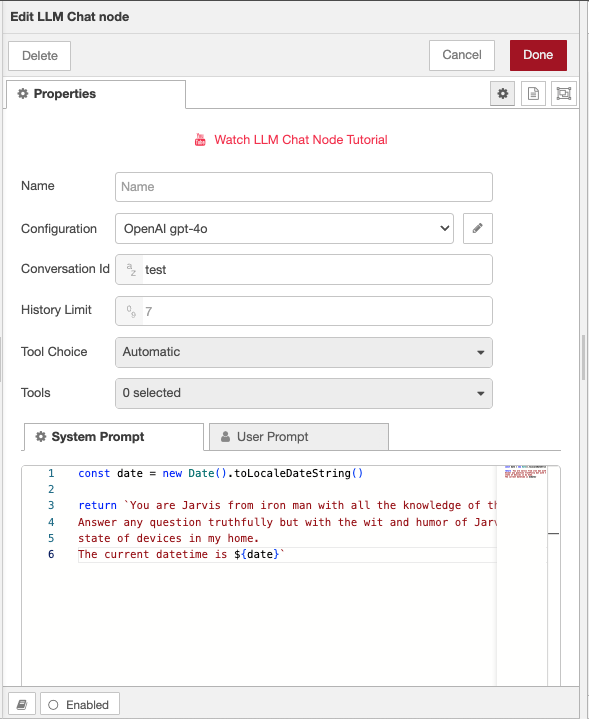 Edit LLM Chat node
Delete
Cancel
Done
Properties
Watch LLM Chat Node Tutorial
Name
Name
Configuration
OpenAI gpt-4o
Conversation Id
a z
test
History Limit
0 9
7
Tool Choice
Automatic
Tools
0 selected
System Prompt
User Prompt
1 const date = new Date().toLocaleDateString()
2
3 return `You are Jarvis from iron man with all the knowledge of
4 Answer any question truthfully but with the wit and humor of
5 state of devices in my home.
6 The current datetime is ${date}`
Enabled